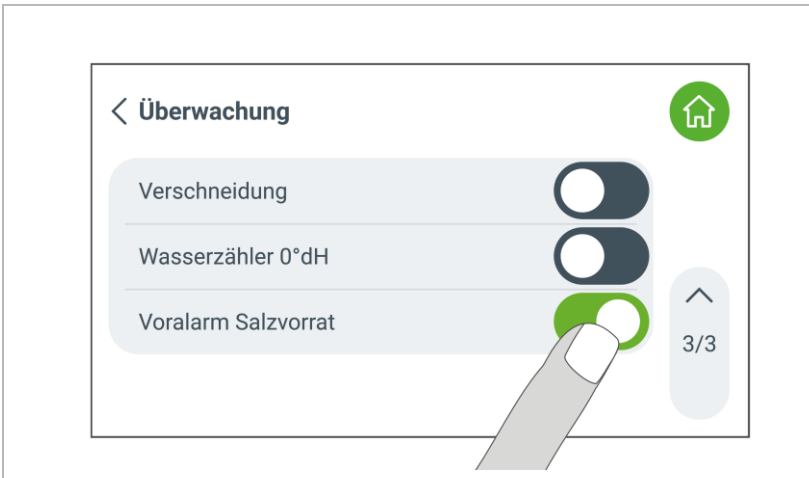 Überwachung
Verschneidung
Wasserzähler 0°dH
Voralarm Salzvorrat
3/3